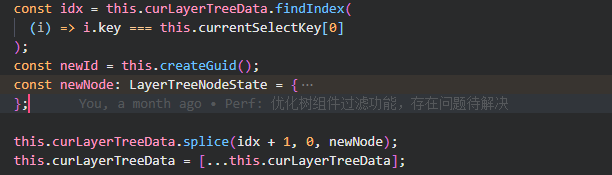 const idx = this.curLayerTreeData.findIndex(
(i) => i.key === this.currentSelectKey[0]
);
const newId = this.createGuid();
const newNode: LayerTreeNodeState = {…
};    You, a month ago • Perf: 优化树组件过滤功能，存在问题待解决
this.curLayerTreeData.splice(idx + 1, 0, newNode);
this.curLayerTreeData = [...this.curLayerTreeData];